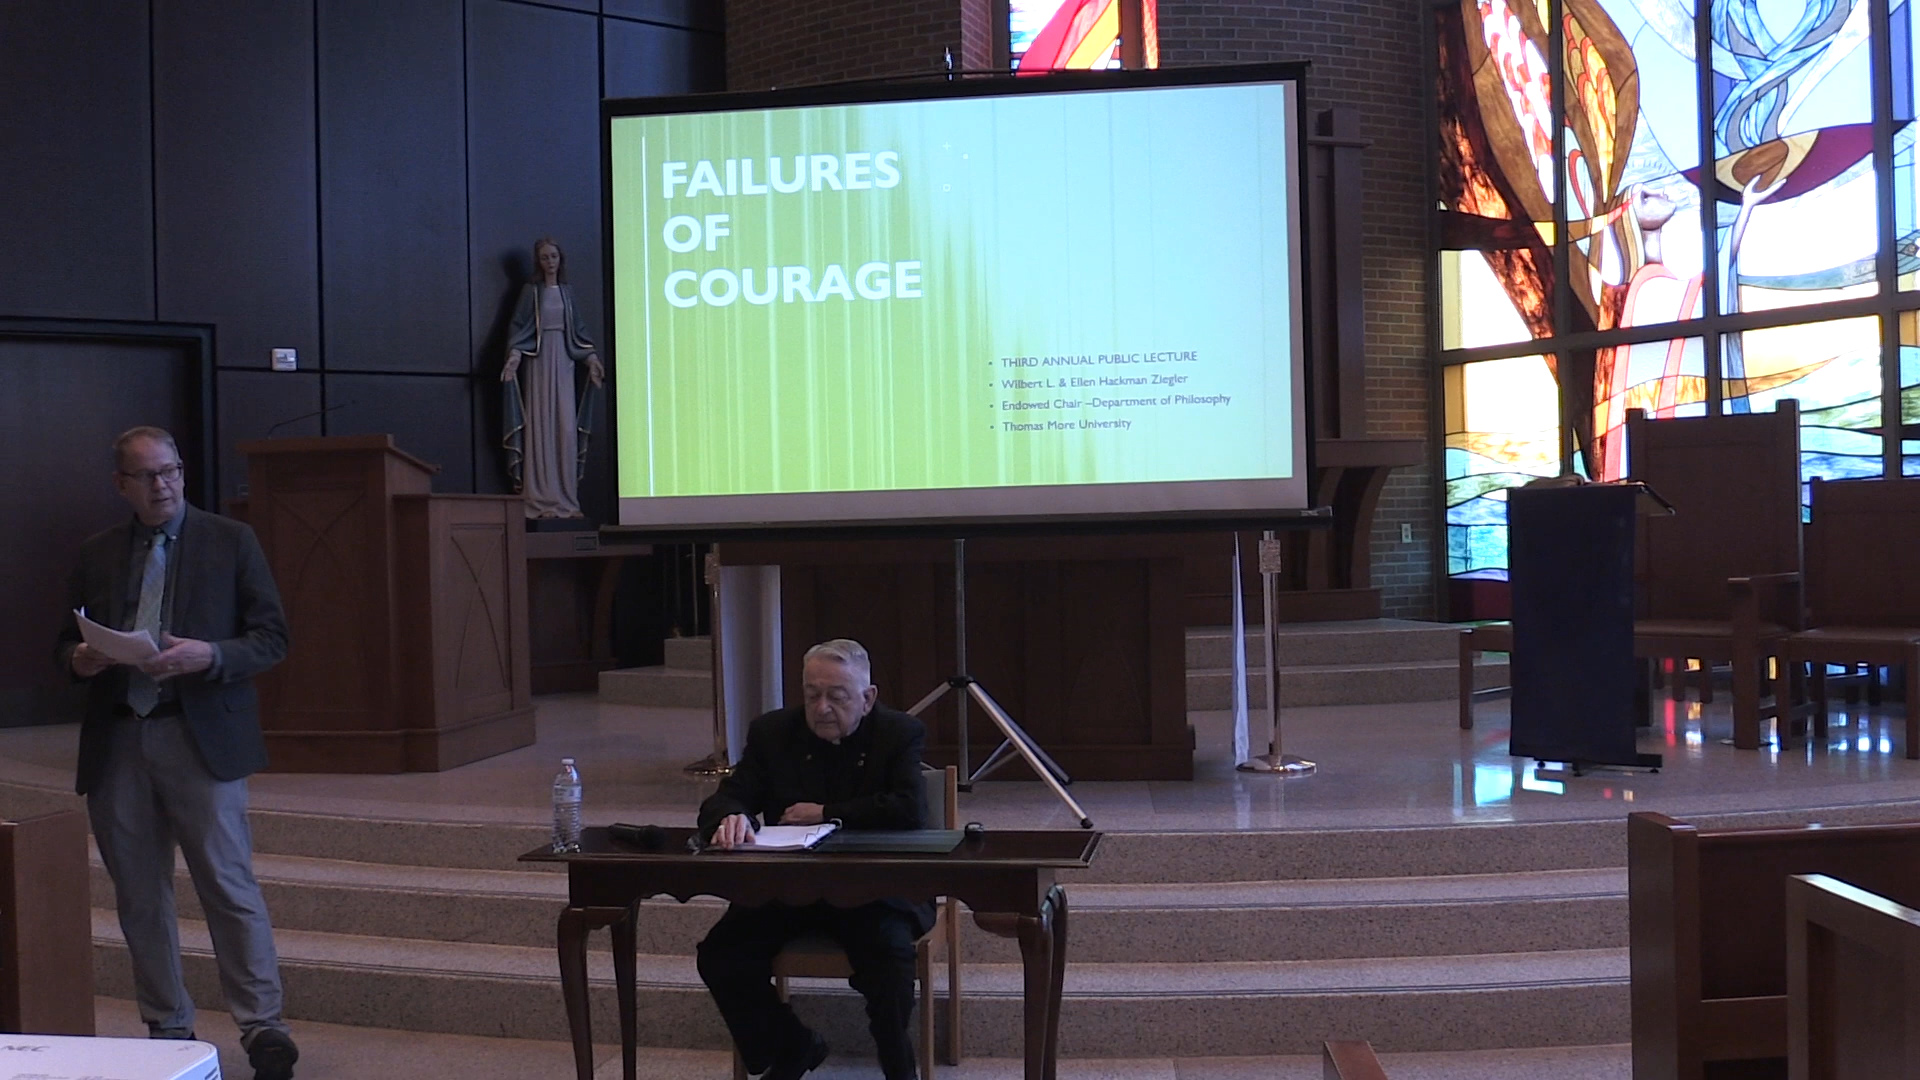 FAILURES
OF
COURAGE
• THIRD ANNUAL PUBLIC LECTURE
• Wilbert L. & Ellen Hackman Ziegler
• Endowed Chair –Department of Philosophy
• Thomas More University
NEC